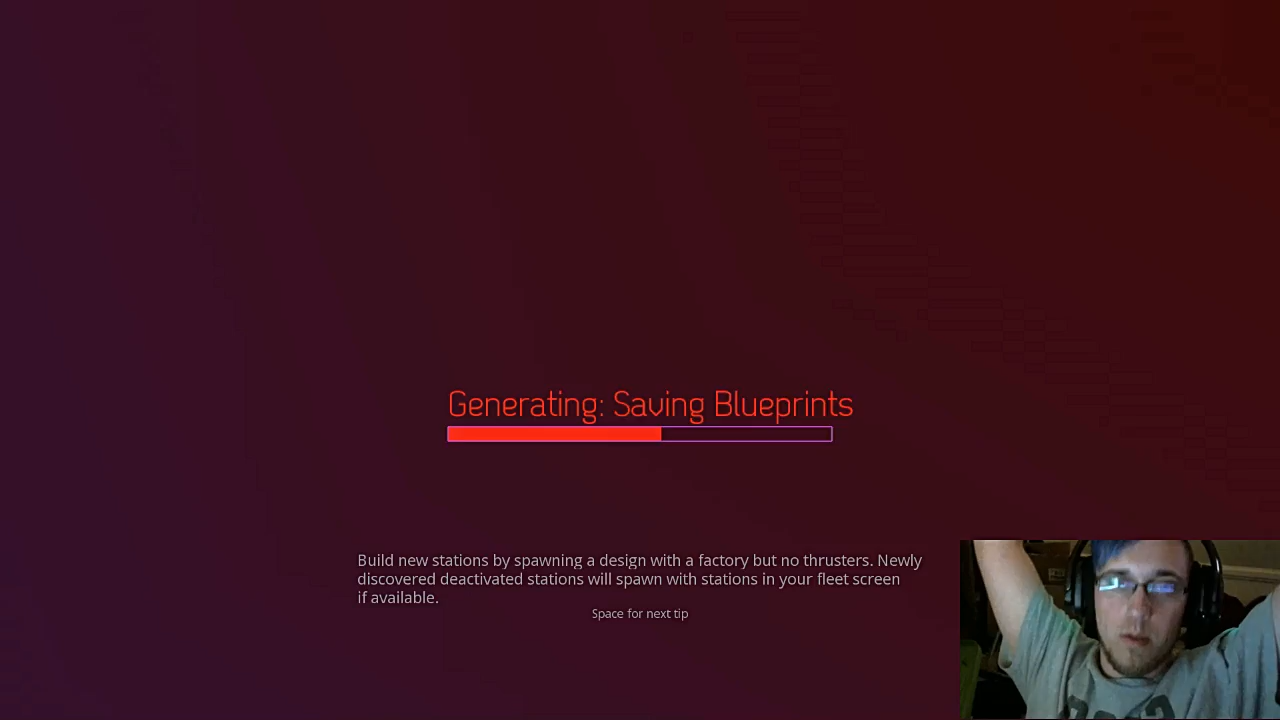 Generating: Saving Blueprints
Build new stations by spawning a design with a factory but no thrusters. Newly
discovered deactivated stations will spawn with stations in your fleet screen
if available.
Space for next tip